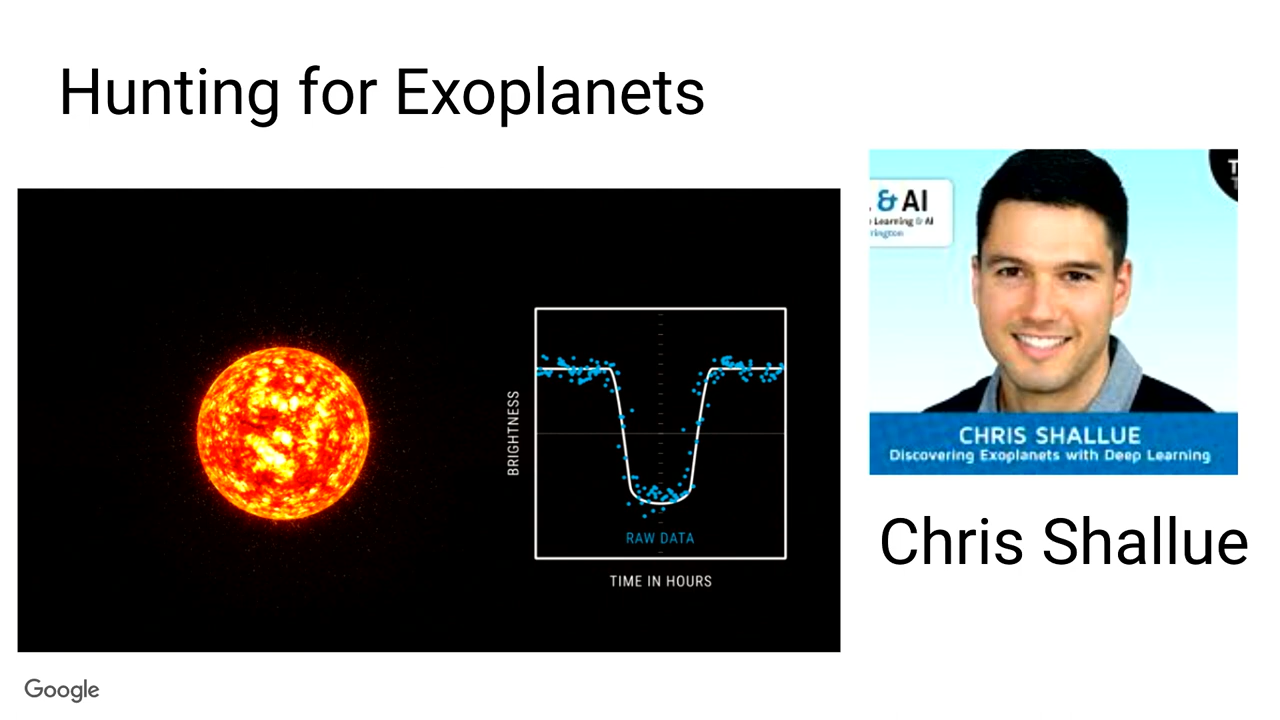 Hunting for Exoplanets
& AI
Learning & AI
CHRIS SHALLUE
Discovering Exoplanets with Deep Learning
BRIGHTNESS
RAW DATA
TIME IN HOURS
Chris Shallue
Google